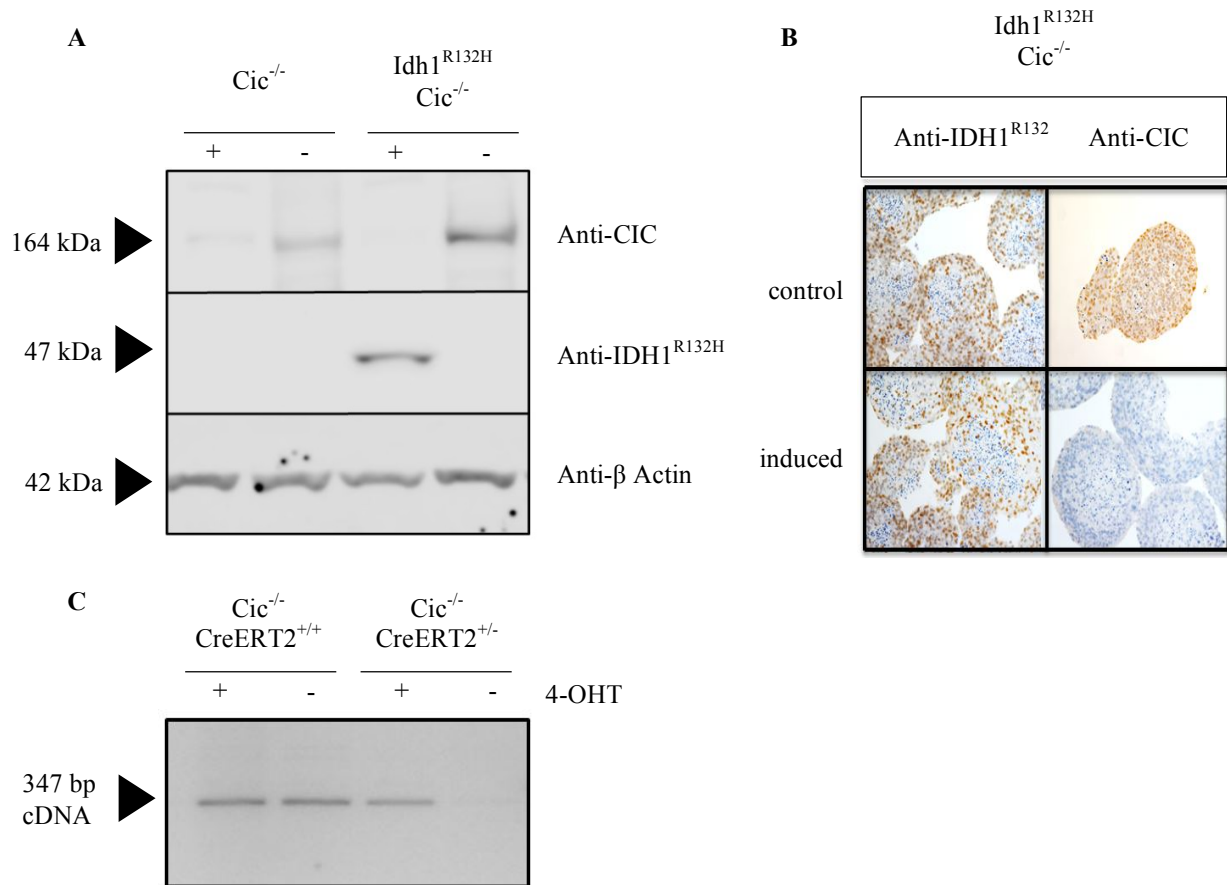 A
Cic-/-
Idh1R132H
Cic-/-
+ - + -
164 kDa
Anti-CIC
47 kDa
Anti-IDH1R132H
42 kDa
Anti-β Actin
B
Idh1R132H
Cic-/-
Anti-IDH1R132 Anti-CIC
control
induced
C
Cic-/-
CreERT2+/+
Cic-/-
CreERT2+/-
+ - + - 4-OHT
347 bp
cDNA